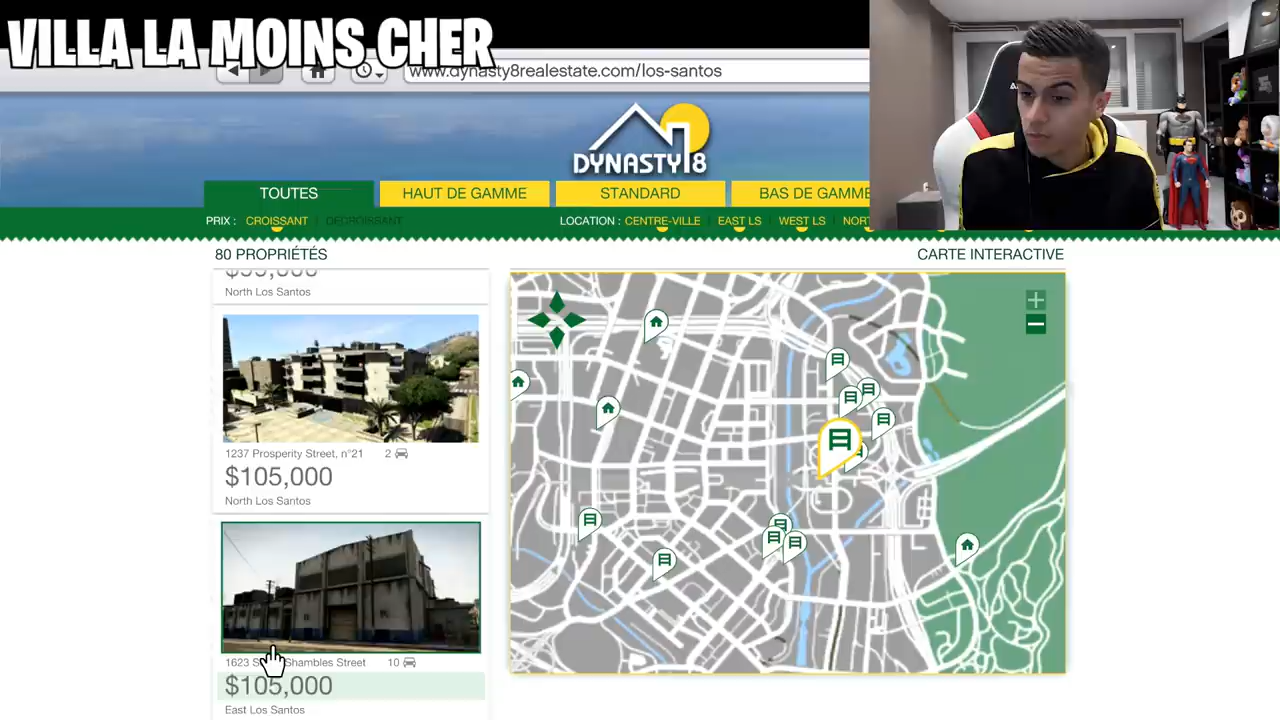 VILLA LA MOINS CHER
www.dynasty8realestate.com/los-santos
DYNASTY 8
TOUTES
HAUT DE GAMME
STANDARD
BAS DE GAMME
PRIX : CROISSANT | DÉCROISSANT
LOCATION : CENTRE-VILLE | EAST LS | WEST LS |
80 PROPRIÉTÉS
CARTE INTERACTIVE
North Los Santos
1237 Prosperity Street, n°21 2
$105,000
North Los Santos
1623 Shambles Street 10
$105,000
East Los Santos